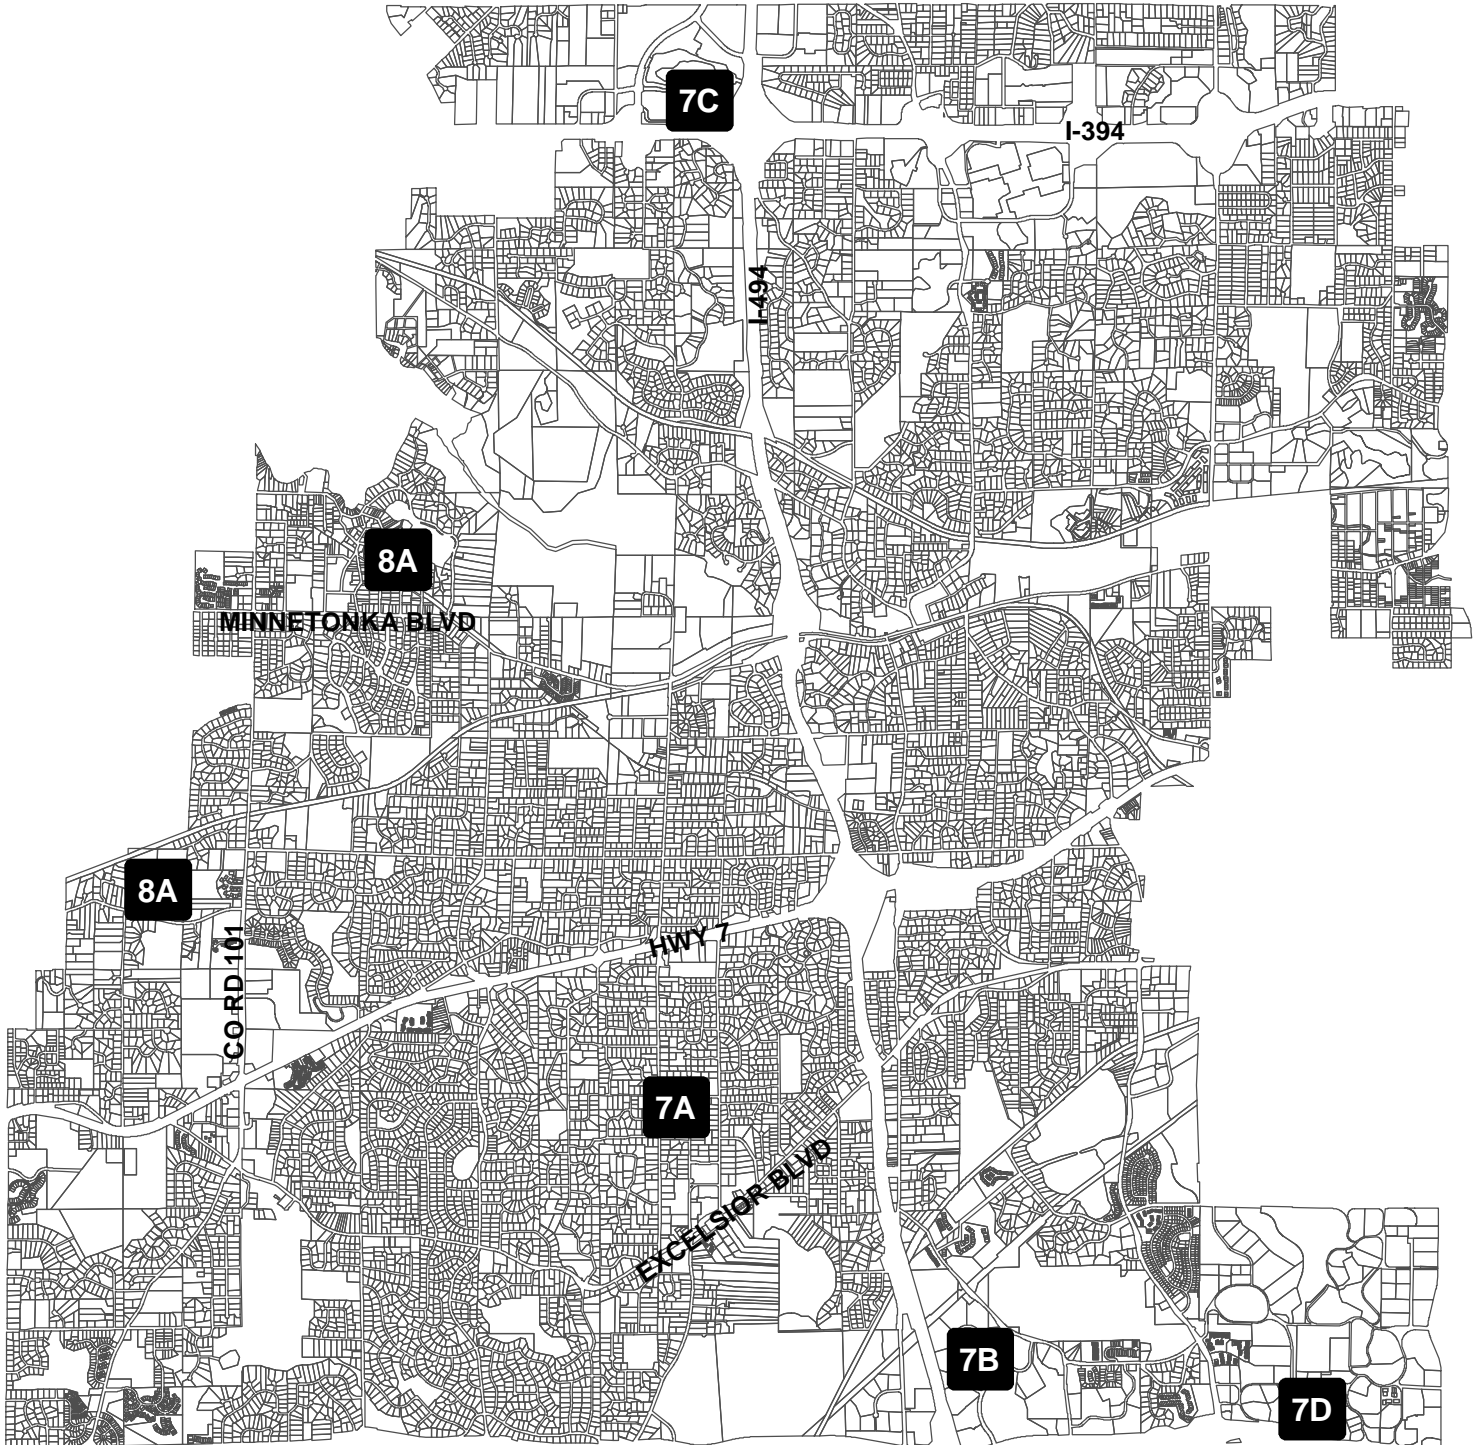 7C
I-394
I-494
8A
MINNETONKA BLVD
8A
HWY 7
CO RD 101
7A
EXCELSIOR BLVD
7B
7D